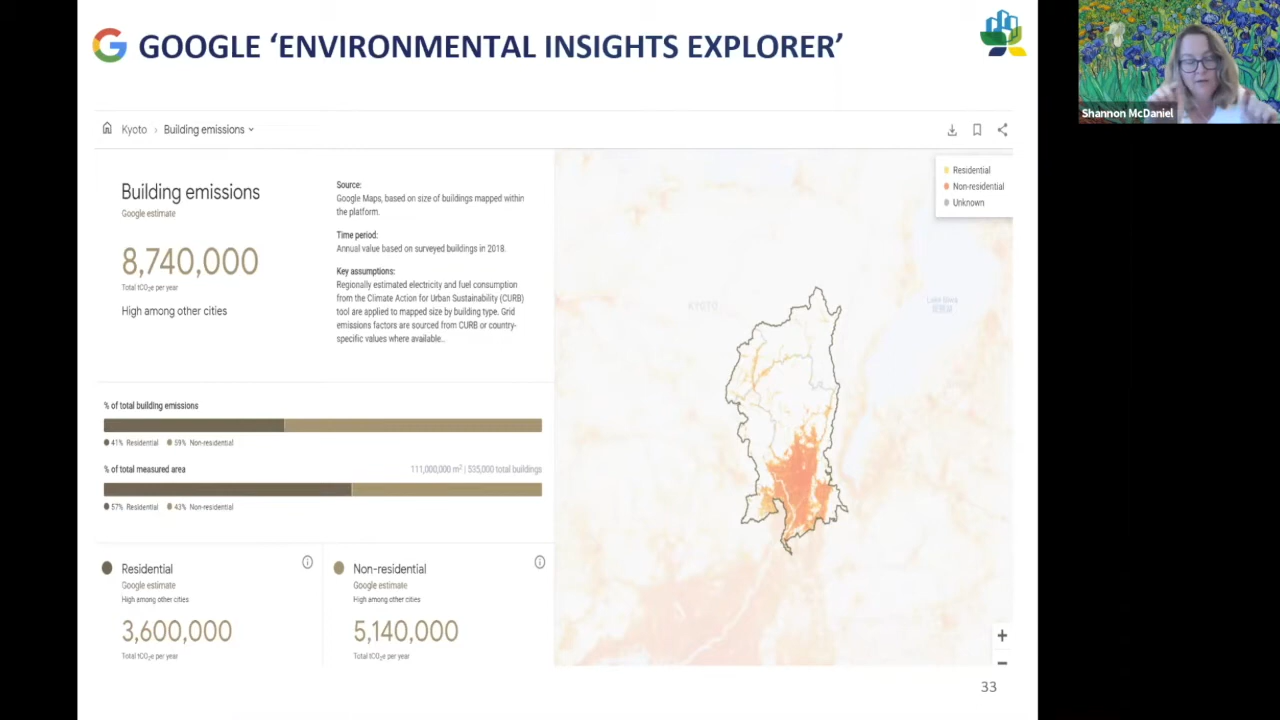 GOOGLE ‘ENVIRONMENTAL INSIGHTS EXPLORER’
Shannon McDaniel
Kyoto › Building emissions
Building emissions
Google estimate
8,740,000
Total tCO₂e per year
High among other cities
Source:
Google Maps, based on size of buildings mapped within
the platform.
Time period:
Annual value based on surveyed buildings in 2018.
Key assumptions:
Regionally estimated electricity and fuel consumption
from the Climate Action for Urban Sustainability (CURB)
tool are applied to mapped size by building type. Grid
emissions factors are sourced from CURB or country-
specific values where available..
Residential
Non-residential
Unknown
KYOTO
Lake Biwa
% of total building emissions
41% Residential 59% Non-residential
% of total measured area 111,000,000 m² | 535,000 total buildings
57% Residential 43% Non-residential
Residential
Google estimate
High among other cities
3,600,000
Total tCO₂e per year
Non-residential
Google estimate
High among other cities
5,140,000
Total tCO₂e per year
33